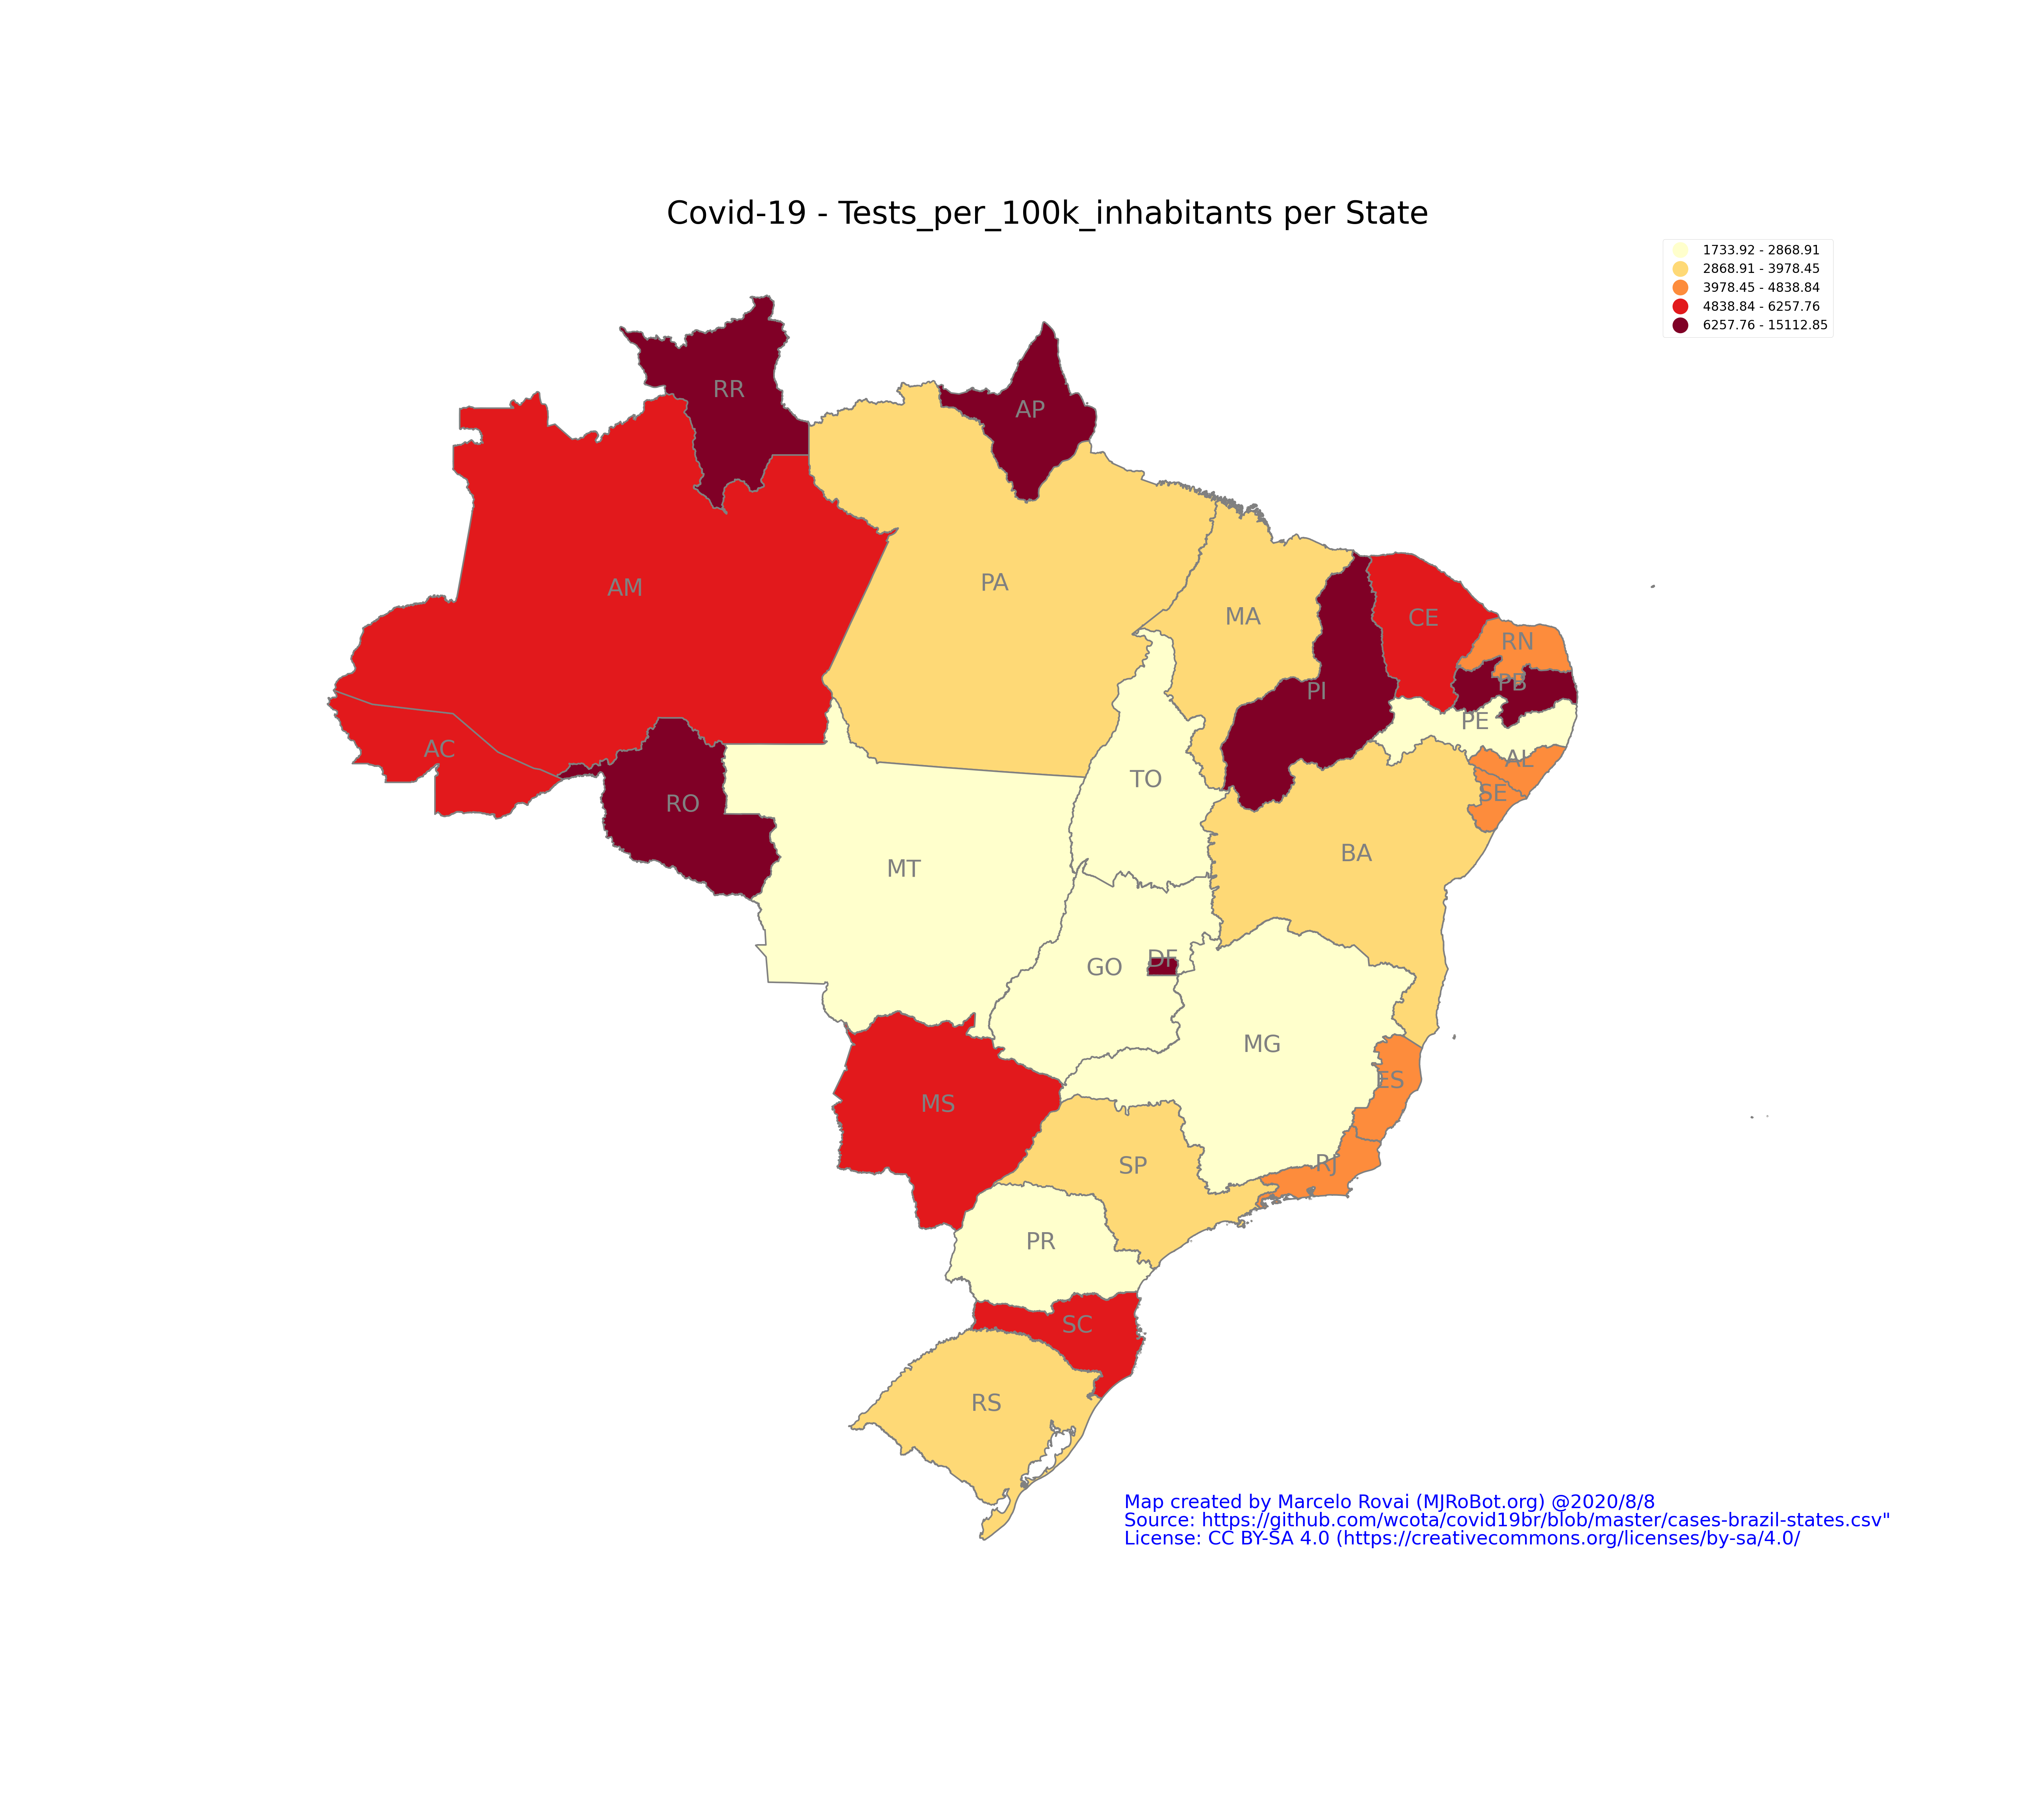 Covid-19 - Tests_per_100k_inhabitants per State
1733.92 - 2868.91
2868.91 - 3978.45
3978.45 - 4838.84
4838.84 - 6257.76
6257.76 - 15112.85
RR
AP
AM
PA
MA
CE
RN
PB
PI
PE
AC
AL
TO
SE
RO
BA
MT
DF
GO
MG
ES
MS
RJ
SP
PR
SC
RS
Map created by Marcelo Rovai (MJRoBot.org) @2020/8/8
Source: https://github.com/wcota/covid19br/blob/master/cases-brazil-states.csv"
License: CC BY-SA 4.0 (https://creativecommons.org/licenses/by-sa/4.0/